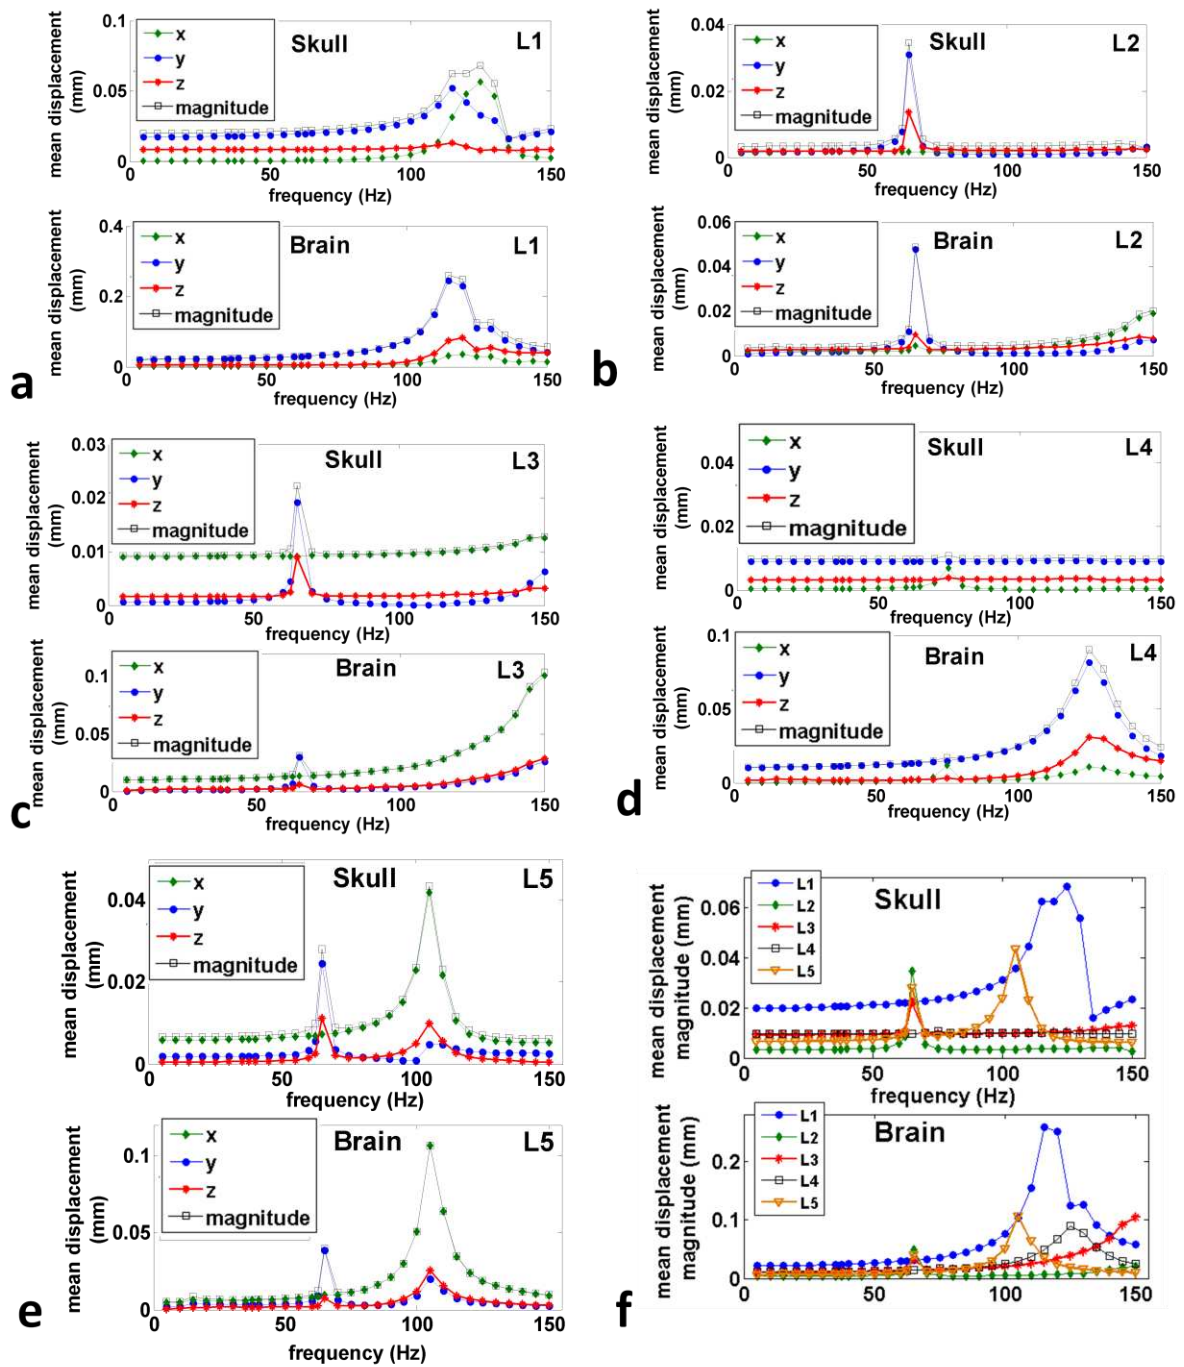 mean displacement
(mm)
0.1
0.05
0
x
y
z
magnitude
Skull
L1
50
100
150
frequency (Hz)
mean displacement
(mm)
0.4
0.2
0
x
y
z
magnitude
Brain
L1
50
100
150
frequency (Hz)
a
mean displacement
(mm)
0.04
0.02
0
x
y
z
magnitude
Skull
L2
50
100
150
frequency (Hz)
mean displacement
(mm)
0.06
0.04
0.02
0
x
y
z
magnitude
Brain
L2
50
100
150
frequency (Hz)
b
mean displacement
(mm)
0.03
0.02
0.01
0
x
y
z
magnitude
Skull
L3
50
100
150
frequency (Hz)
mean displacement
(mm)
0.1
0.05
0
x
y
z
magnitude
Brain
L3
0
50
100
150
frequency (Hz)
c
mean displacement
(mm)
0.04
0.02
0
x
y
z
magnitude
Skull
L4
0
50
100
150
frequency (Hz)
mean displacement
(mm)
0.1
0.05
0
x
y
z
magnitude
Brain
L4
0
50
100
150
frequency (Hz)
d
mean displacement
(mm)
0.04
0.02
0
x
y
z
magnitude
Skull
L5
0
50
100
150
frequency (Hz)
mean displacement
(mm)
0.1
0.05
0
x
y
z
magnitude
Brain
L5
0
50
100
150
frequency (Hz)
e
mean displacement
magnitude (mm)
0.06
0.04
0.02
0
L1
L2
L3
L4
L5
Skull
0
50
100
150
frequency (Hz)
mean displacement
magnitude (mm)
0.2
0.1
0
L1
L2
L3
L4
L5
Brain
0
50
100
150
f